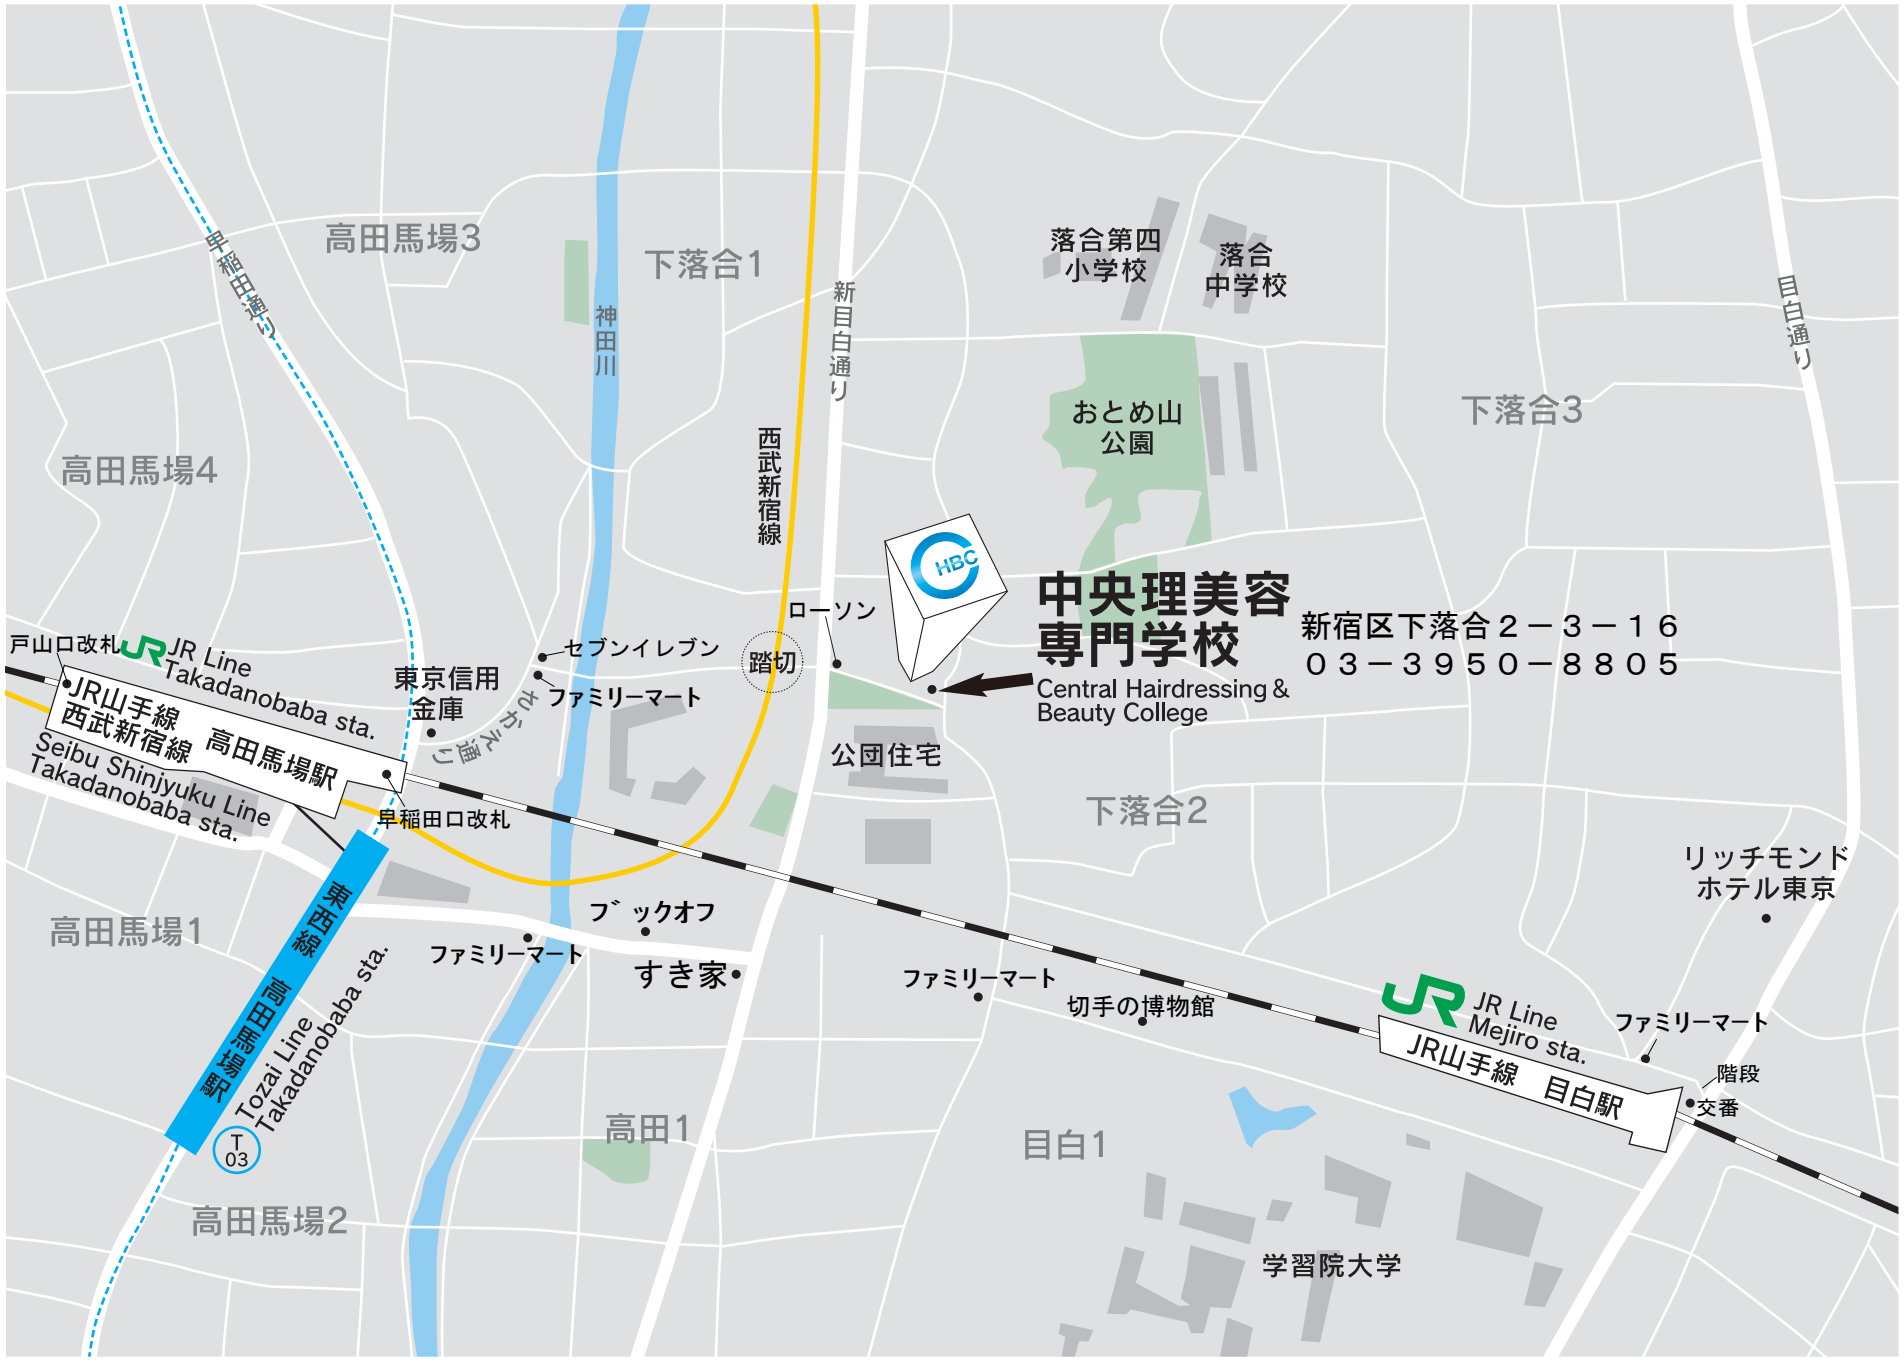 高田馬場3
早稲田通り
下落合1
神田川
新目白通り
落合第四
小学校
落合
中学校
目白通り
おとめ山
公園
下落合3
高田馬場4
西武新宿線
CHBC
中央理美容
専門学校
Central Hairdressing &
Beauty College
新宿区下落合2－3－16
03－3950－8805
ローソン
踏切
セブンイレブン
ファミリーマート
さかえ通り
東京信用
金庫
戸山口改札
JR
JR Line
Takadanobaba sta.
JR山手線
西武新宿線
高田馬場駅
Seibu Shinjyuku Line
Takadanobaba sta.
早稲田口改札
公団住宅
下落合2
リッチモンド
ホテル東京
高田馬場1
東西線 高田馬場駅
Tozai Line
Takadanobaba sta.
T
03
ブックオフ
ファミリーマート
すき家
ファミリーマート
切手の博物館
JR
JR Line
Mejiro sta.
JR山手線 目白駅
ファミリーマート
階段
交番
高田1
目白1
高田馬場2
学習院大学